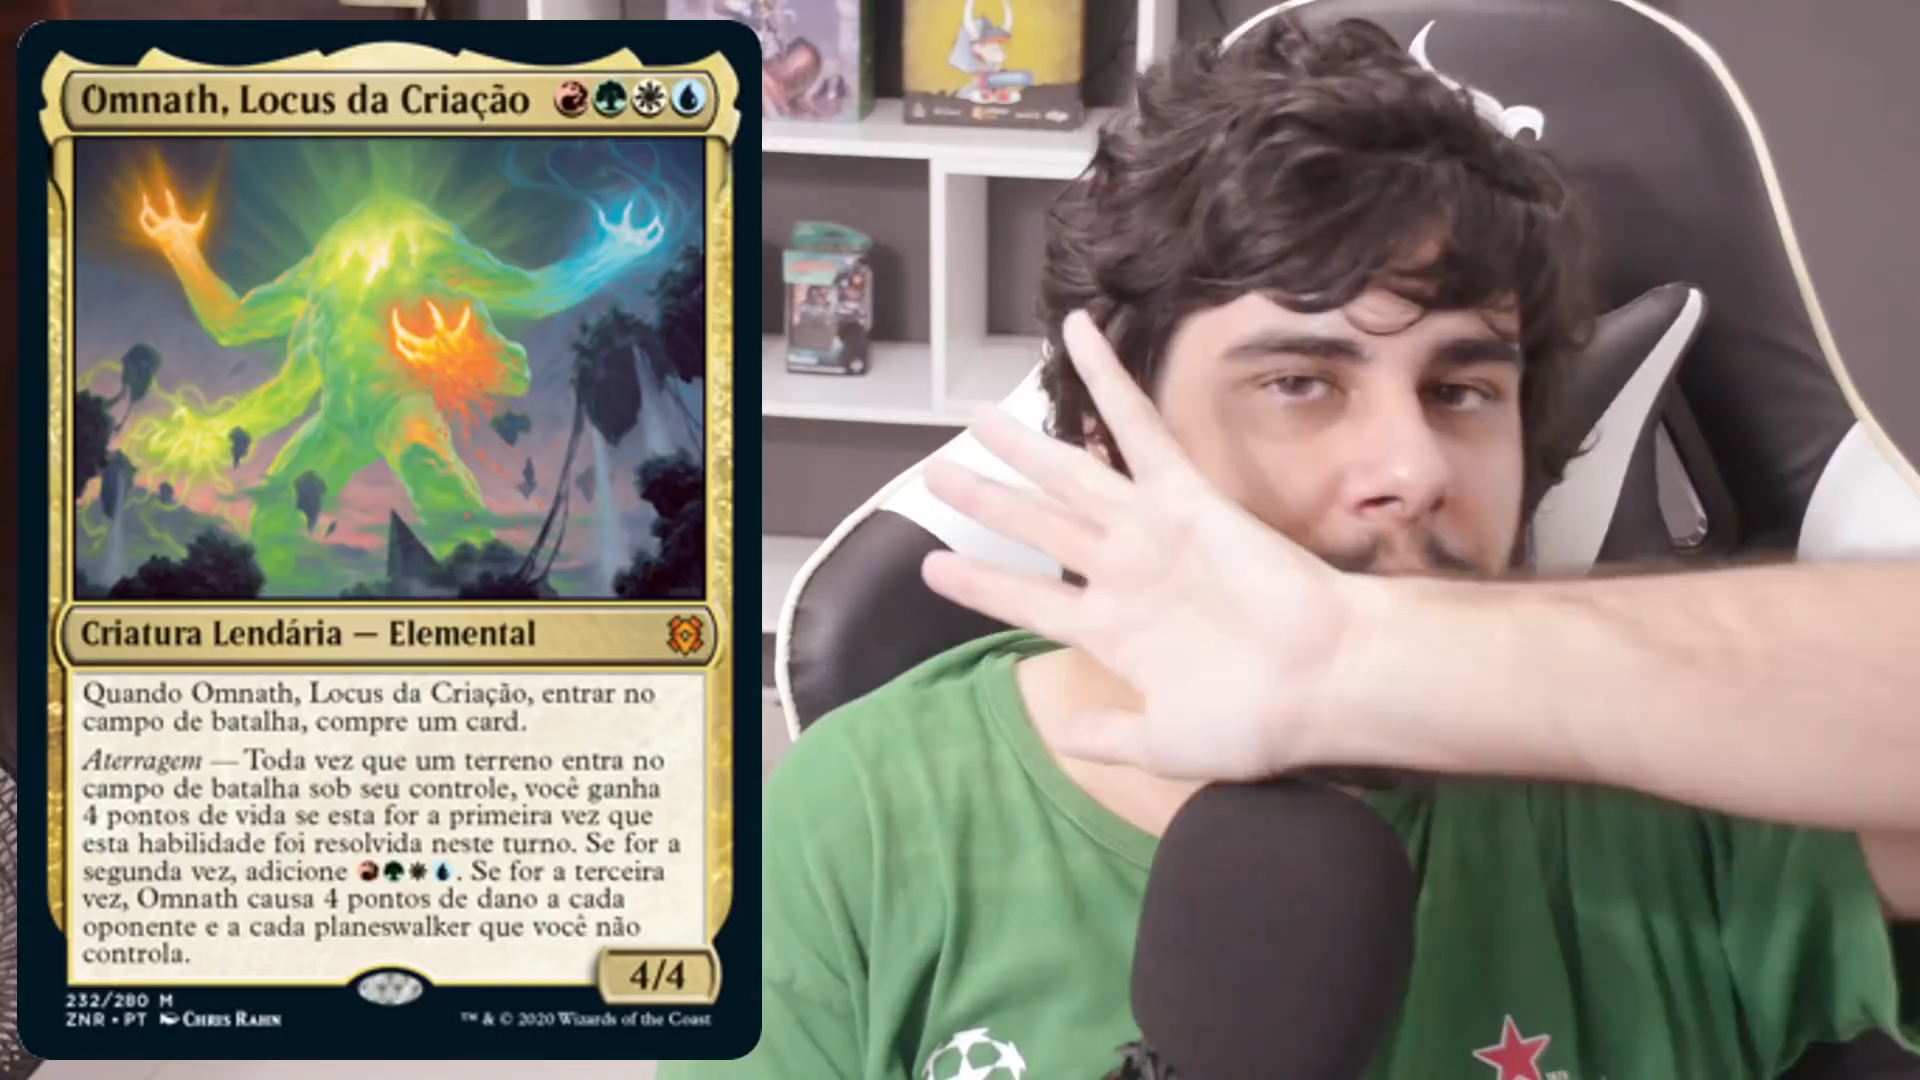 Omnath, Locus da Criação
Criatura Lendária — Elemental
Quando Omnath, Locus da Criação, entrar no
campo de batalha, compre um card.
Aterragem — Toda vez que um terreno entra no
campo de batalha sob seu controle, você ganha
4 pontos de vida se esta for a primeira vez que
esta habilidade foi resolvida neste turno. Se for a
segunda vez, adicione . Se for a terceira
vez, Omnath causa 4 pontos de dano a cada
oponente e a cada planeswalker que você não
controla.
4/4
232/280 M
ZNR • PT Chris Rahn
™ & © 2020 Wizards of the Coast